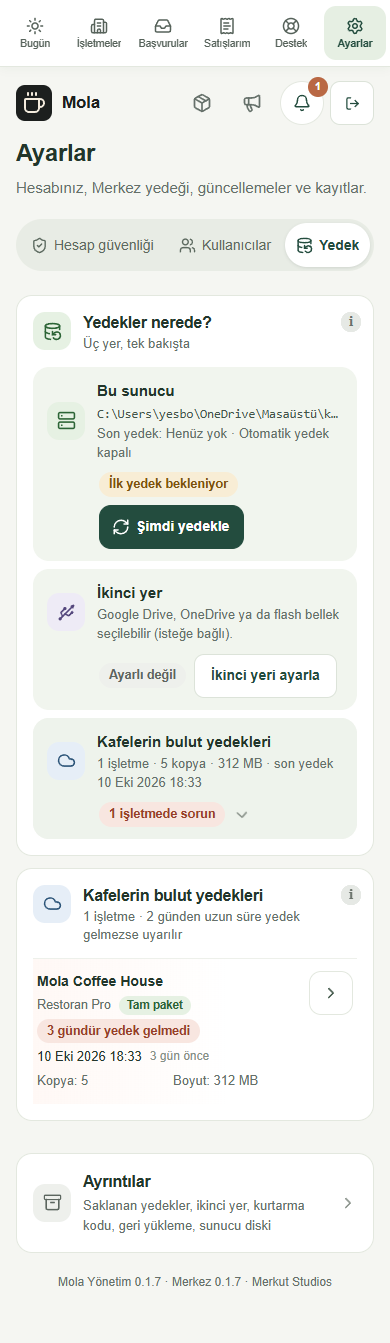 Bugün İşletmeler Başvurular Satışlarım Destek Ayarlar
Mola
1
Ayarlar
Hesabınız, Merkez yedeği, güncellemeler ve kayıtlar.
Hesap güvenliği Kullanıcılar Yedek
Yedekler nerede? i
Üç yer, tek bakışta
Bu sunucu
C:\Users\yesbo\OneDrive\Masaüstü\k…
Son yedek: Henüz yok · Otomatik yedek
kapalı
İlk yedek bekleniyor
Şimdi yedekle
İkinci yer
Google Drive, OneDrive ya da flash bellek
seçilebilir (isteğe bağlı).
Ayarlı değil İkinci yeri ayarla
Kafelerin bulut yedekleri
1 işletme · 5 kopya · 312 MB · son yedek
10 Eki 2026 18:33
1 işletmede sorun
Kafelerin bulut yedekleri i
1 işletme · 2 günden uzun süre yedek
gelmezse uyarılır
Mola Coffee House
Restoran Pro Tam paket
3 gündür yedek gelmedi
10 Eki 2026 18:33 3 gün önce
Kopya: 5 Boyut: 312 MB
Ayrıntılar
Saklanan yedekler, ikinci yer, kurtarma
kodu, geri yükleme, sunucu diski
Mola Yönetim 0.1.7 · Merkez 0.1.7 · Merkut Studios